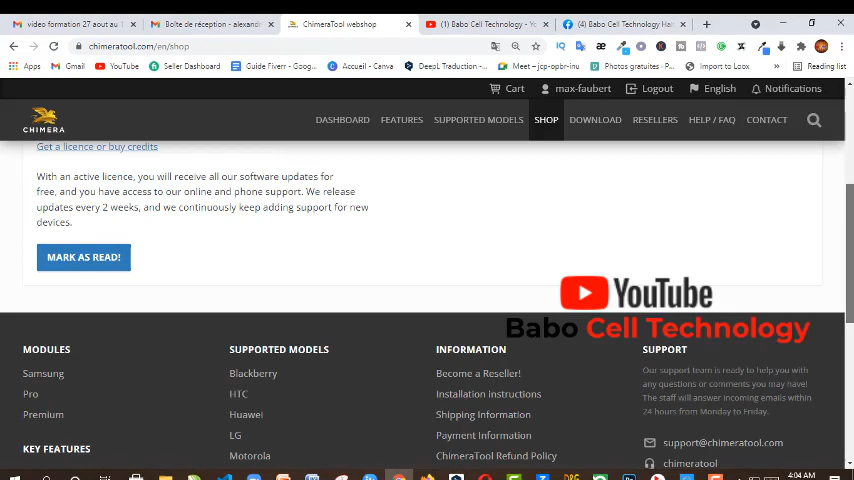 video formation 27 aout au 1
Boîte de réception - alexandr
ChimeraTool webshop
(1) Babo Cell Technology - Yo
(4) Babo Cell Technology Ha
chimeratool.com/en/shop
Apps
Gmail
YouTube
Seller Dashboard
Guide Fiverr - Goog...
Accueil - Canva
DeepL Traduction -...
Meet – jcp-opbr-inu
Photos gratuites - P...
Import to Loox
Reading list
Cart
max-faubert
Logout
English
Notifications
CHIMERA
DASHBOARD
FEATURES
SUPPORTED MODELS
SHOP
DOWNLOAD
RESELLERS
HELP / FAQ
CONTACT
Get a licence or buy credits
With an active licence, you will receive all our software updates for
free, and you have access to our online and phone support. We release
updates every 2 weeks, and we continuously keep adding support for new
devices.
MARK AS READ!
YouTube
Babo Cell Technology
MODULES
Samsung
Pro
Premium
KEY FEATURES
SUPPORTED MODELS
Blackberry
HTC
Huawei
LG
Motorola
INFORMATION
Become a Reseller!
Installation Instructions
Shipping Information
Payment Information
ChimeraTool Refund Policy
SUPPORT
Our support team is ready to help you with
any questions or comments you may have!
The staff will answer incoming emails within
24 hours from Monday to Friday.
support@chimeratool.com
chimeratool
4:04 AM